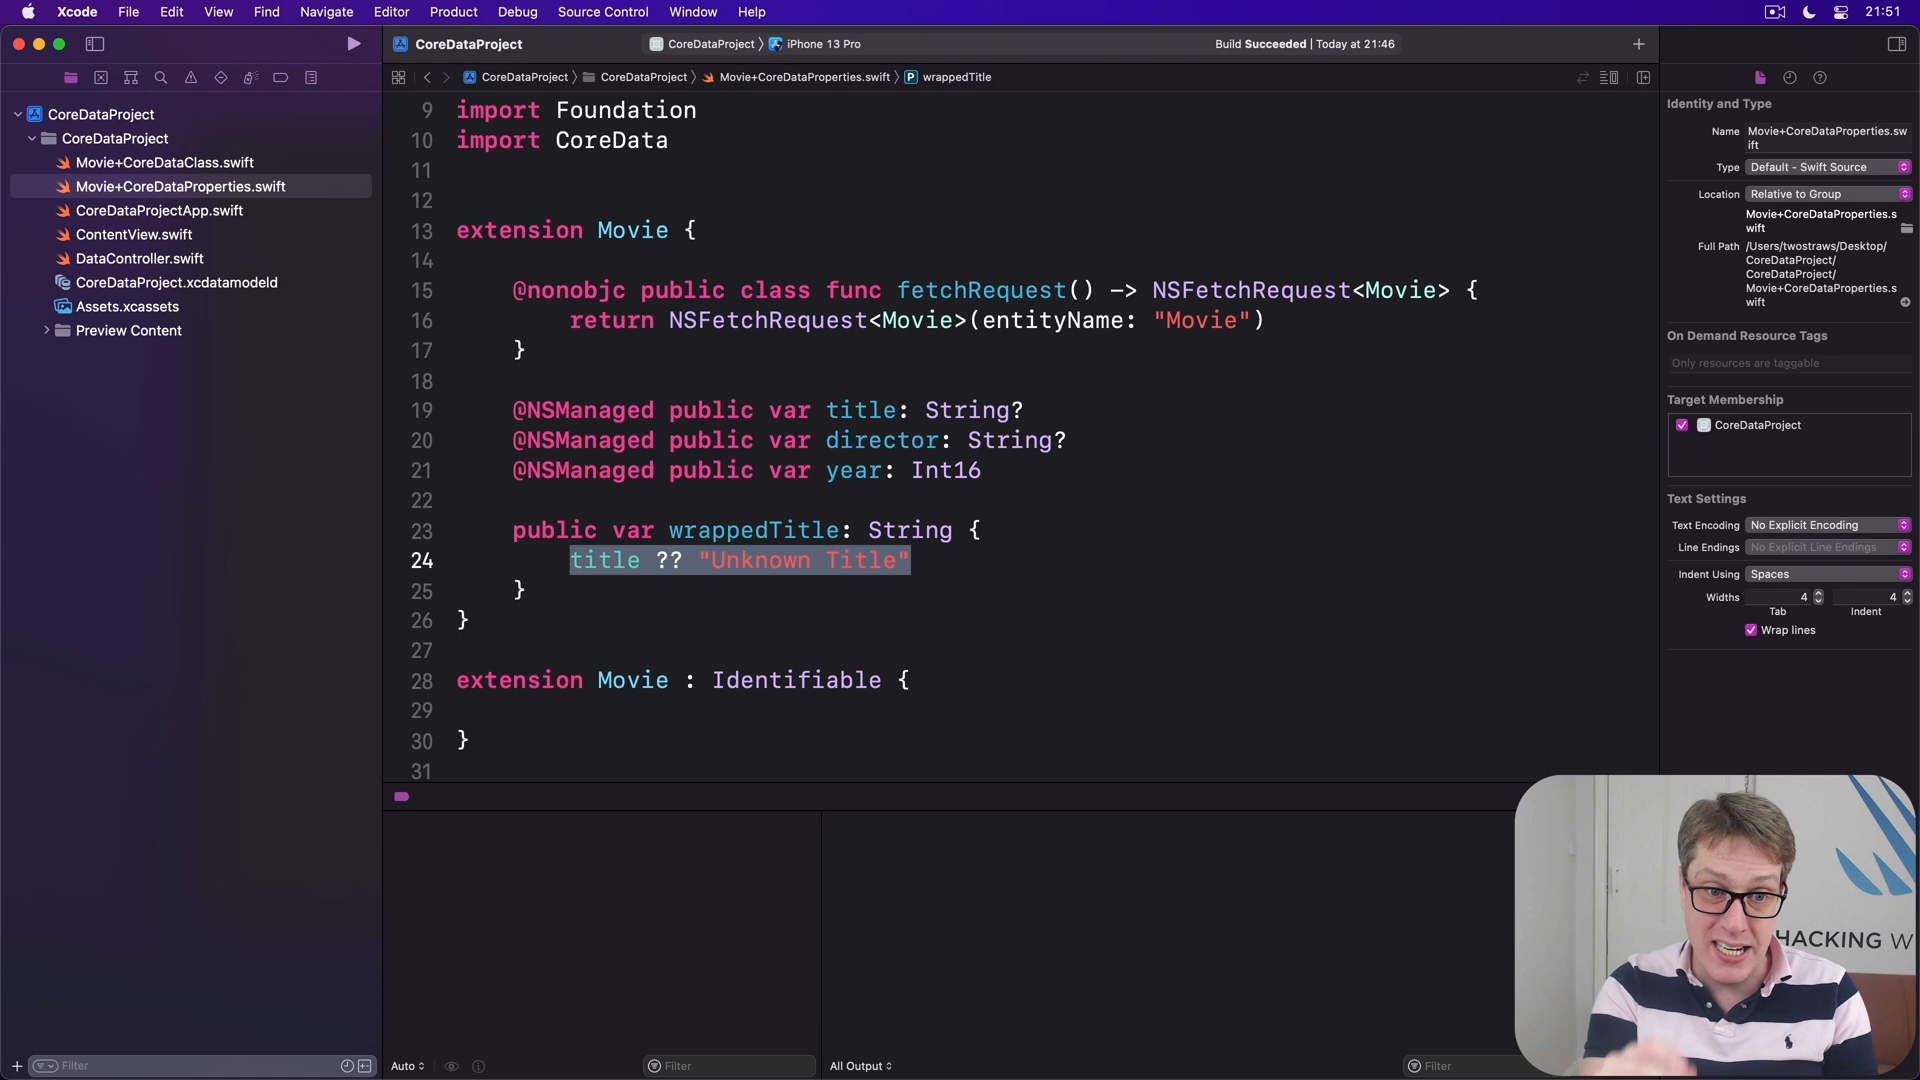 Xcode File Edit View Find Navigate Editor Product Debug Source Control Window Help 21:51
CoreDataProject
CoreDataProject iPhone 13 Pro
Build Succeeded | Today at 21:46
CoreDataProject CoreDataProject Movie+CoreDataProperties.swift P wrappedTitle
CoreDataProject
CoreDataProject
Movie+CoreDataClass.swift
Movie+CoreDataProperties.swift
CoreDataProjectApp.swift
ContentView.swift
DataController.swift
CoreDataProject.xcdatamodeld
Assets.xcassets
Preview Content
Filter
9 import Foundation
10 import CoreData
11
12
13 extension Movie {
14
15 @nonobjc public class func fetchRequest() -> NSFetchRequest<Movie> {
16 return NSFetchRequest<Movie>(entityName: "Movie")
17 }
18
19 @NSManaged public var title: String?
20 @NSManaged public var director: String?
21 @NSManaged public var year: Int16
22
23 public var wrappedTitle: String {
24 title ?? "Unknown Title"
25 }
26 }
27
28 extension Movie : Identifiable {
29
30 }
31
Auto
Filter
All Output
Filter
Identity and Type
Name Movie+CoreDataProperties.sw
ift
Type Default - Swift Source
Location Relative to Group
Movie+CoreDataProperties.s
wift
Full Path /Users/twostraws/Desktop/
CoreDataProject/
CoreDataProject/
Movie+CoreDataProperties.s
wift
On Demand Resource Tags
Only resources are taggable
Target Membership
CoreDataProject
Text Settings
Text Encoding No Explicit Encoding
Line Endings No Explicit Line Endings
Indent Using Spaces
Widths 4 4
Tab Indent
Wrap lines
HACKING W